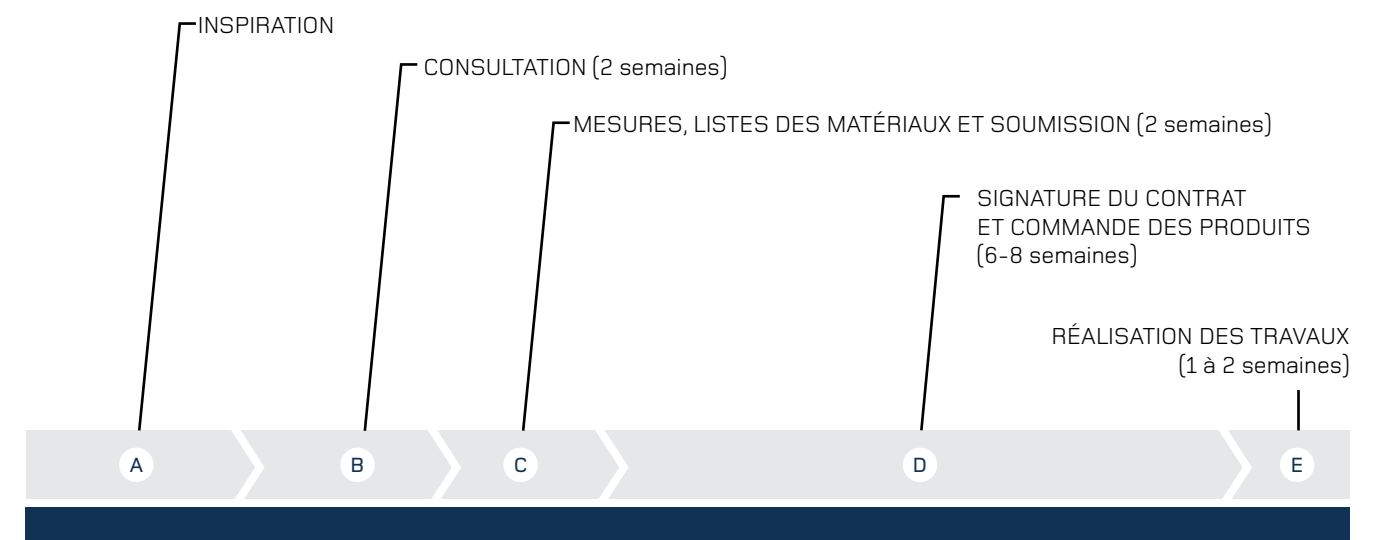 INSPIRATION
CONSULTATION (2 semaines)
MESURES, LISTES DES MATÉRIAUX ET SOUMISSION (2 semaines)
SIGNATURE DU CONTRAT
ET COMMANDE DES PRODUITS
(6-8 semaines)
RÉALISATION DES TRAVAUX
(1 à 2 semaines)
A
B
C
D
E